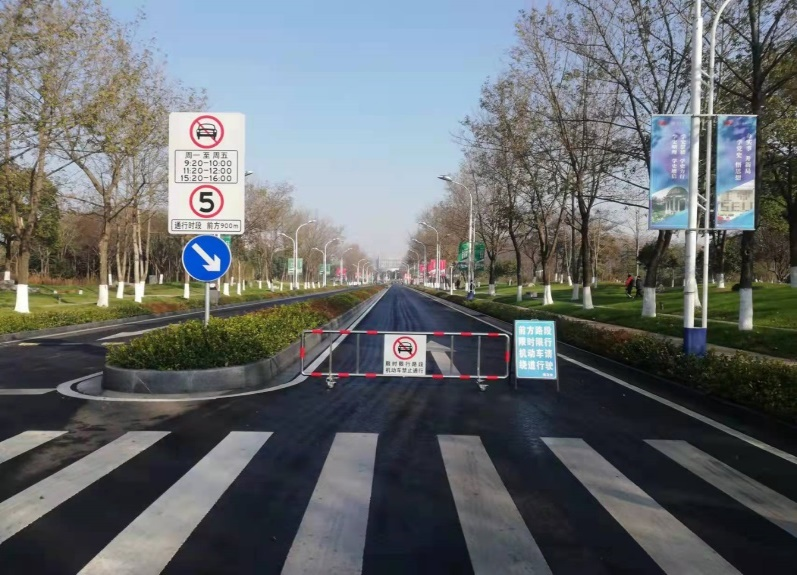 周一 至 周五
9:20-10:00
11:20-12:00
15:20-16:00
5
通行时段 前方900m
限时限行路段
机动车禁止通行
前方路段
限时限行
机动车请
绕道行驶